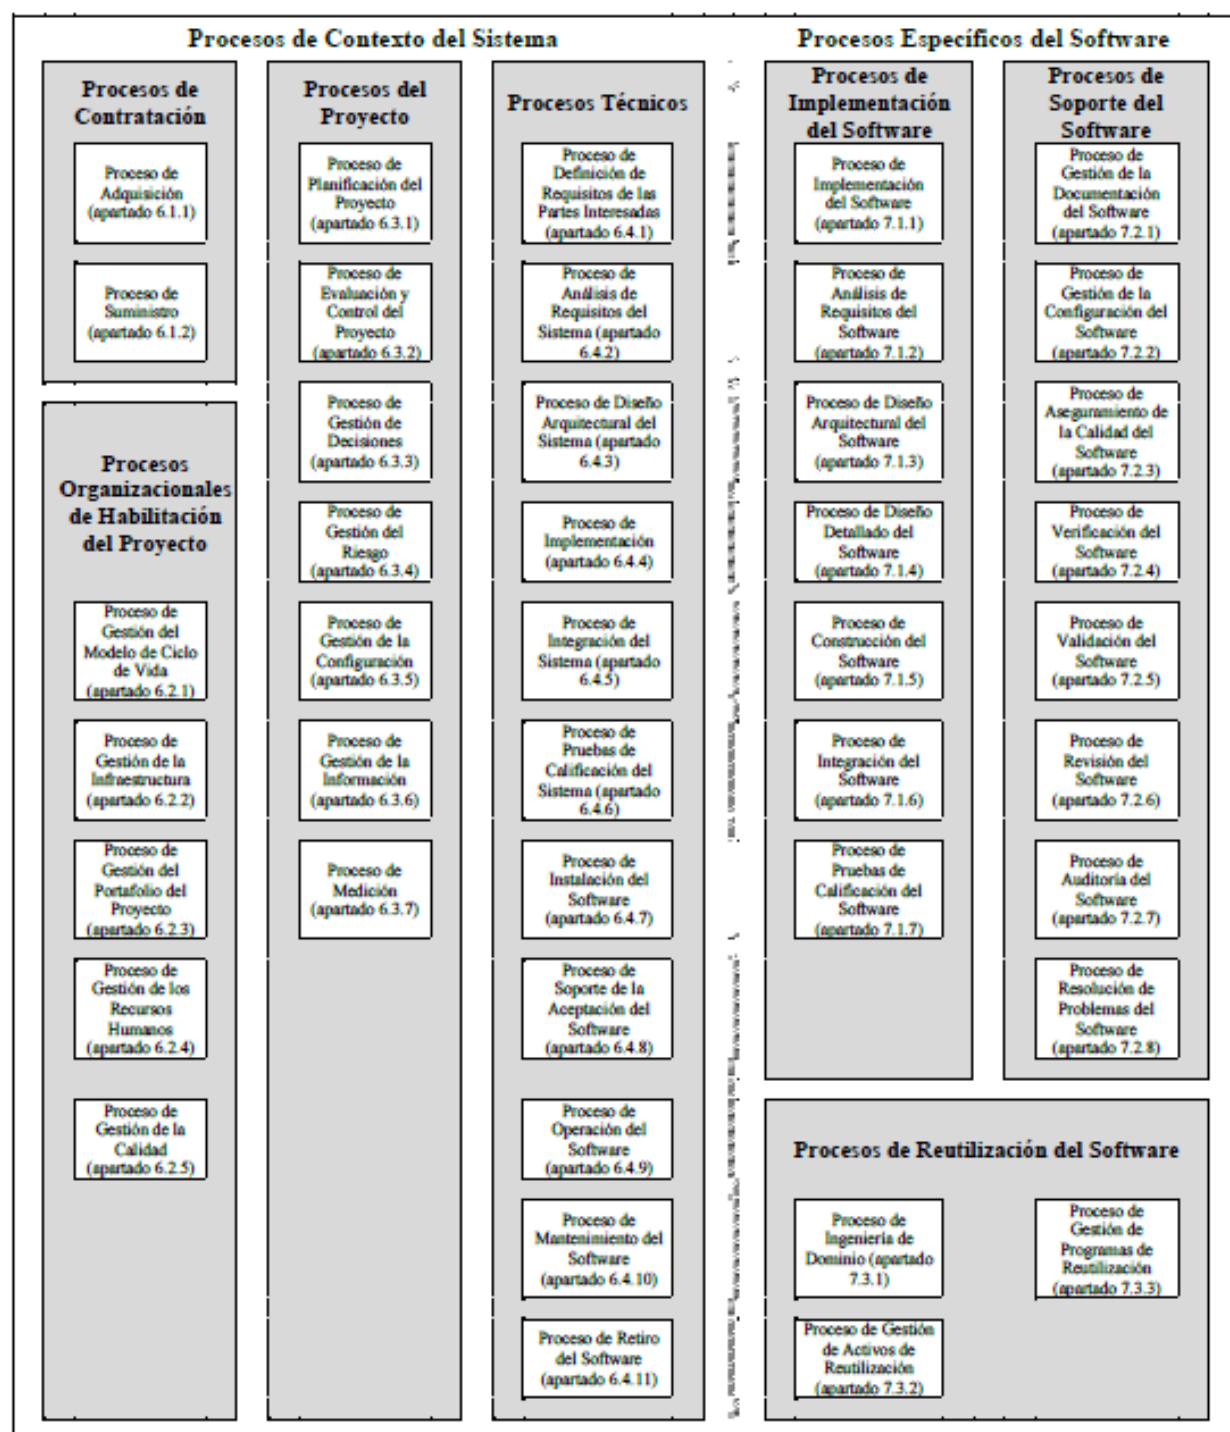 Procesos de Contexto del Sistema
Procesos de
Contratación
Proceso de
Adquisición
(apartado 6.1.1)
Proceso de
Suministro
(apartado 6.1.2)
Procesos
Organizacionales
de Habilitación
del Proyecto
Proceso de
Gestión del
Modelo de Ciclo
de Vida
(apartado 6.2.1)
Proceso de
Gestión de la
Infraestructura
(apartado 6.2.2)
Proceso de
Gestión del
Portafolio del
Proyecto
(apartado 6.2.3)
Proceso de
Gestión de los
Recursos
Humanos
(apartado 6.2.4)
Proceso de
Gestión de la
Calidad
(apartado 6.2.5)
Procesos del
Proyecto
Proceso de
Planificación del
Proyecto
(apartado 6.3.1)
Proceso de
Evaluación y
Control del
Proyecto
(apartado 6.3.2)
Proceso de
Gestión de
Decisiones
(apartado 6.3.3)
Proceso de
Gestión del
Riesgo
(apartado 6.3.4)
Proceso de
Gestión de la
Configuración
(apartado 6.3.5)
Proceso de
Gestión de la
Información
(apartado 6.3.6)
Proceso de
Medición
(apartado 6.3.7)
Procesos Técnicos
Proceso de
Definición de
Requisitos de las
Partes Interesadas
(apartado 6.4.1)
Proceso de
Análisis de
Requisitos del
Sistema (apartado
6.4.2)
Proceso de Diseño
Arquitectural del
Sistema (apartado
6.4.3)
Proceso de
Implementación
(apartado 6.4.4)
Proceso de
Integración del
Sistema (apartado
6.4.5)
Proceso de
Pruebas de
Calificación del
Sistema (apartado
6.4.6)
Proceso de
Instalación del
Software
(apartado 6.4.7)
Proceso de
Soporte de la
Aceptación del
Software
(apartado 6.4.8)
Proceso de
Operación del
Software
(apartado 6.4.9)
Proceso de
Mantenimiento del
Software
(apartado 6.4.10)
Proceso de Retiro
del Software
(apartado 6.4.11)
Procesos Específicos del Software
Procesos de
Implementación
del Software
Proceso de
Implementación
del Software
(apartado 7.1.1)
Proceso de
Análisis de
Requisitos del
Software
(apartado 7.1.2)
Proceso de Diseño
Arquitectural del
Software
(apartado 7.1.3)
Proceso de Diseño
Detallado del
Software
(apartado 7.1.4)
Proceso de
Construcción del
Software
(apartado 7.1.5)
Proceso de
Integración del
Software
(apartado 7.1.6)
Proceso de
Pruebas de
Calificación del
Software
(apartado 7.1.7)
Procesos de
Soporte del
Software
Proceso de
Gestión de la
Documentación
del Software
(apartado 7.2.1)
Proceso de
Gestión de la
Configuración del
Software
(apartado 7.2.2)
Proceso de
Aseguramiento de
la Calidad del
Software
(apartado 7.2.3)
Proceso de
Verificación del
Software
(apartado 7.2.4)
Proceso de
Validación del
Software
(apartado 7.2.5)
Proceso de
Revisión del
Software
(apartado 7.2.6)
Proceso de
Auditoría del
Software
(apartado 7.2.7)
Proceso de
Resolución de
Problemas del
Software
(apartado 7.2.8)
Procesos de Reutilización del Software
Proceso de
Ingeniería de
Dominio (apartado
7.3.1)
Proceso de Gestión
de Activos de
Reutilización
(apartado 7.3.2)
Proceso de
Gestión de
Programas de
Reutilización
(apartado 7.3.3)